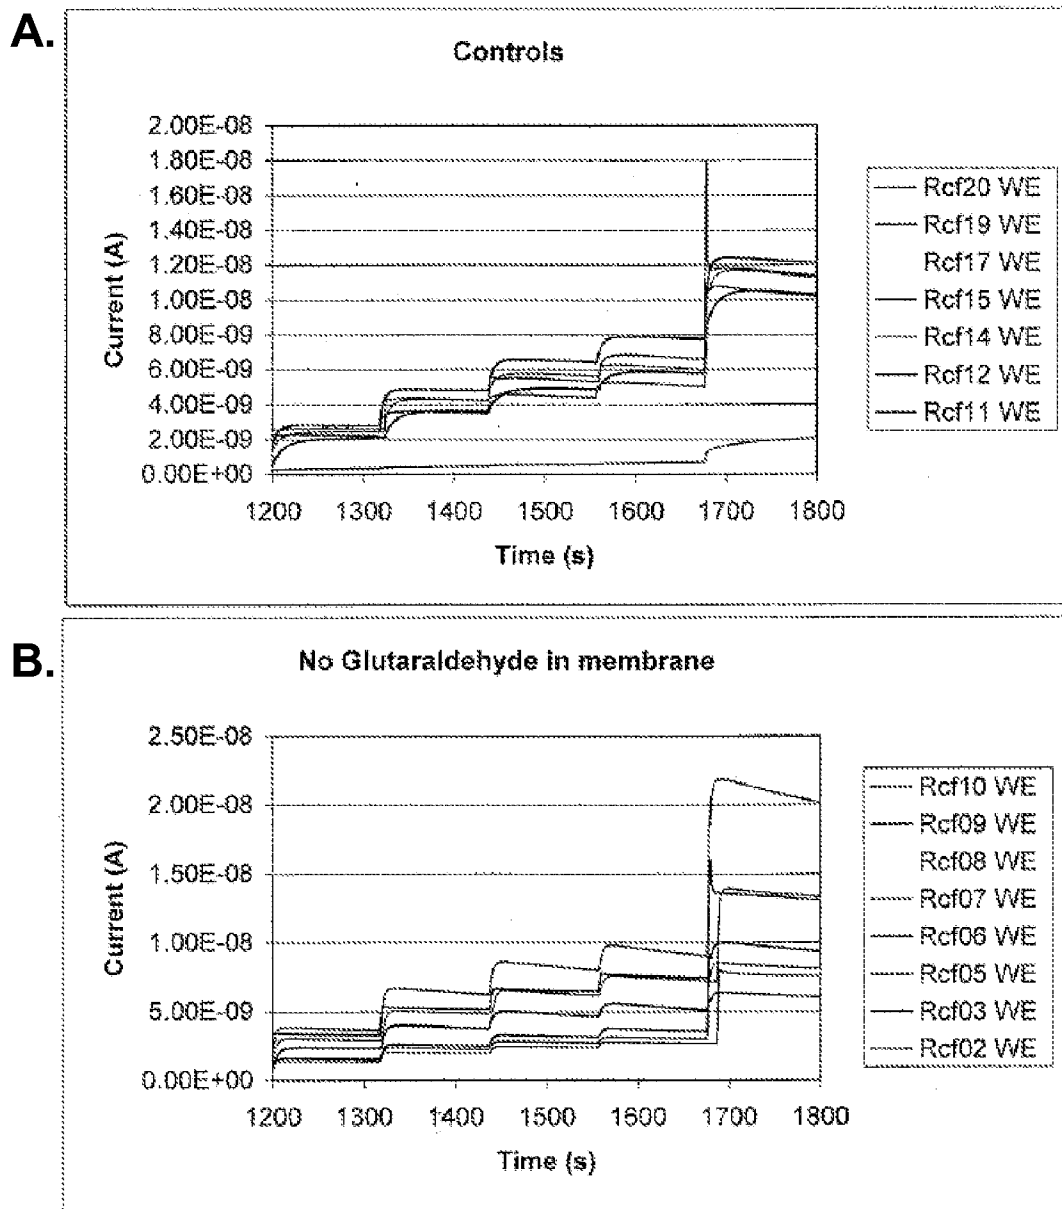 A.
Controls
2.00E-08
1.80E-08
1.60E-08
1.40E-08
1.20E-08
1.00E-08
8.00E-09
6.00E-09
4.00E-09
2.00E-09
0.00E+00
Current (A)
1200 1300 1400 1500 1600 1700 1800
Time (s)
Rcf20 WE
Rcf19 WE
Rcf17 WE
Rcf15 WE
Rcf14 WE
Rcf12 WE
Rcf11 WE
B.
No Glutaraldehyde in membrane
2.50E-08
2.00E-08
1.50E-08
1.00E-08
5.00E-09
0.00E+00
Current (A)
1200 1300 1400 1500 1600 1700 1800
Time (s)
Rcf10 WE
Rcf09 WE
Rcf08 WE
Rcf07 WE
Rcf06 WE
Rcf05 WE
Rcf03 WE
Rcf02 WE